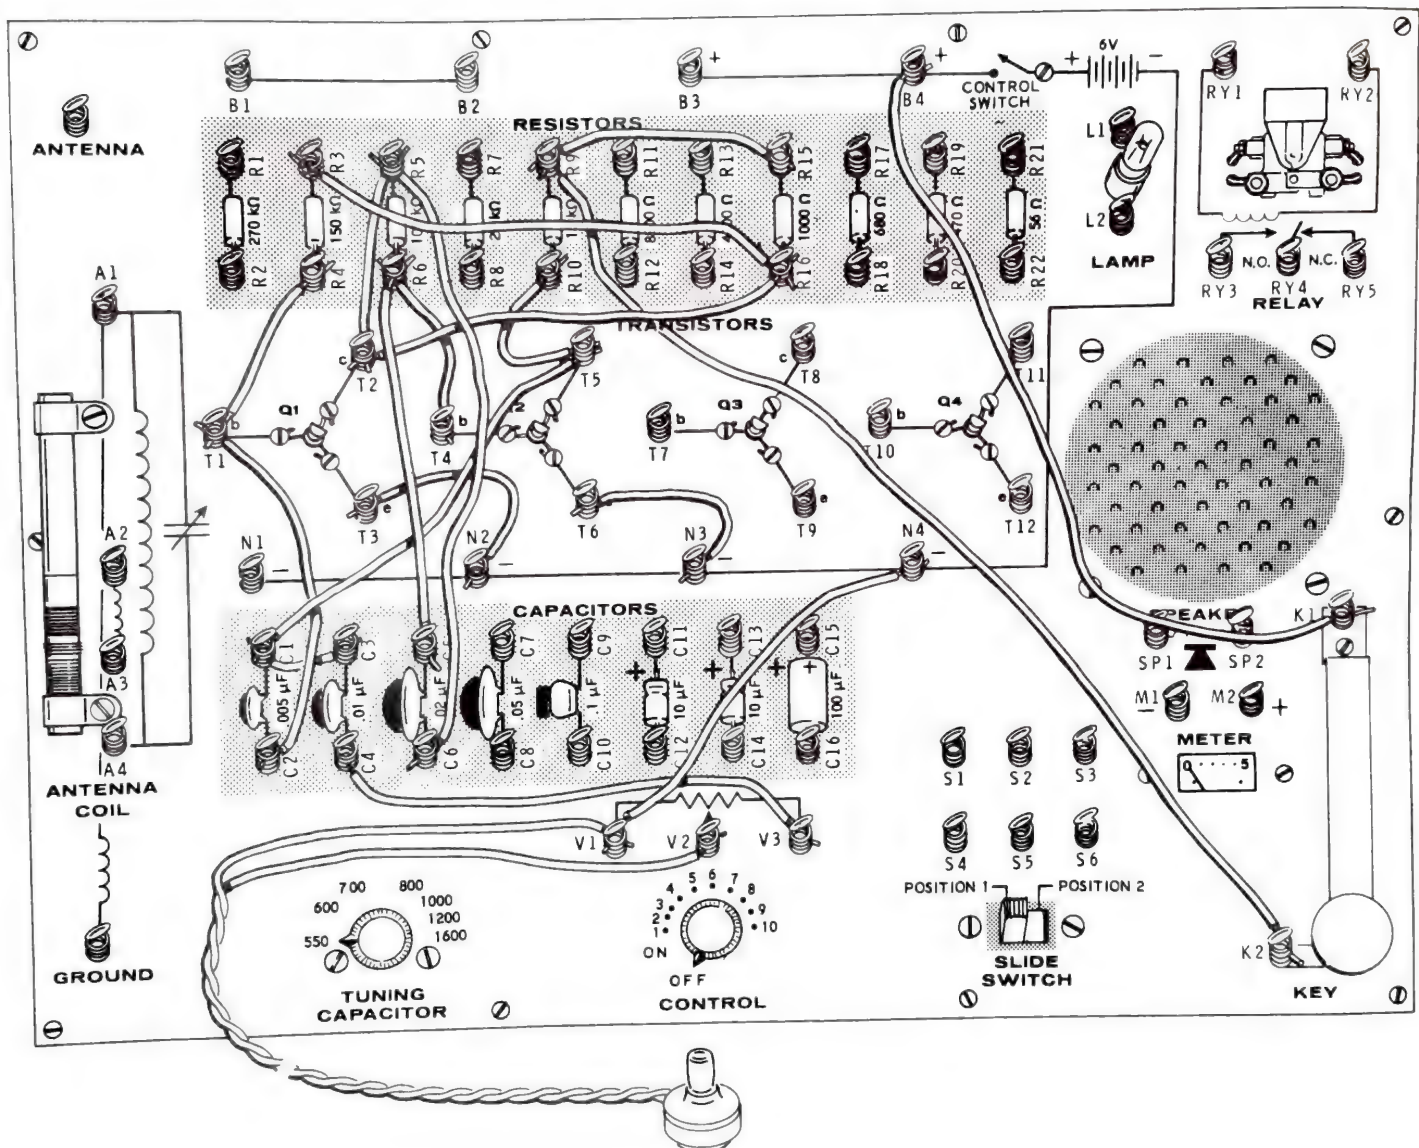 B1
B2
B3 +
B4 +
CONTROL SWITCH
+ 6V −
RY1
RY2
ANTENNA
RESISTORS
R1 R3 R5 R7 R9 R11 R13 R15 R17 R19 R21
270 kΩ
150 kΩ
1000 Ω
680 Ω
56 Ω
R2 R4 R6 R8 R10 R12 R14 R16 R18 R20 R22
L1
L2
LAMP
N.O.
N.C.
RY3
RY4
RY5
RELAY
A1
TRANSISTORS
c
T2
T5
c
T8
T11
b
Q1
T1
T4
b
Q3
T7
b
Q4
T10
e
T3
T6
e
T9
e
T12
A2
N1 −
N2 −
N3 −
N4 −
CAPACITORS
C1 C3 C7 C9 C11 C13 C15
.005 µF
.01 µF
.02 µF
.05 µF
.1 µF
+ 10 µF
+ 10 µF
+ + 100 µF
C2 C4 C6 C8 C10 C12 C14 C16
K1
SP1
SP2
A3
A4
ANTENNA COIL
M1 −
M2 +
METER
0 5
S1 S2 S3
S4 S5 S6
V1
V2
V3
POSITION 1
POSITION 2
SLIDE SWITCH
550 600 700 800 1000 1200 1600
TUNING CAPACITOR
ON 1 2 3 4 5 6 7 8 9 10
OFF
CONTROL
GROUND
K2
KEY